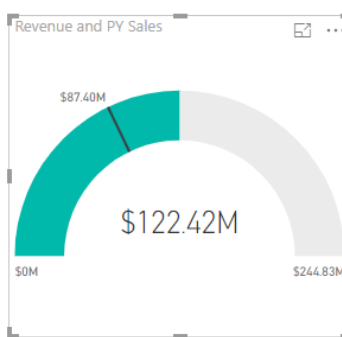 Revenue and PY Sales
$87.40M
$122.42M
$0M
$244.83M